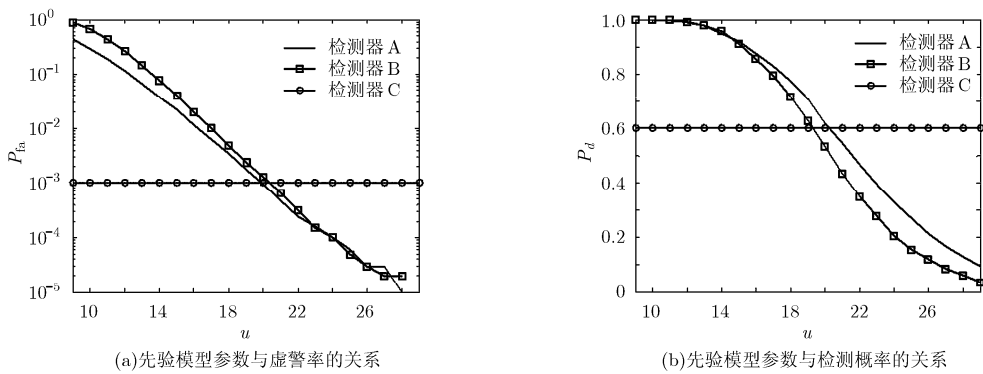 10⁰
10⁻¹
10⁻²
10⁻³
10⁻⁴
10⁻⁵
P_fa
检测器 A
检测器 B
检测器 C
10 14 18 22 26
u
(a)先验模型参数与虚警率的关系
1.0
0.8
0.6
0.4
0.2
0
P_d
检测器 A
检测器 B
检测器 C
10 14 18 22 26
u
(b)先验模型参数与检测概率的关系